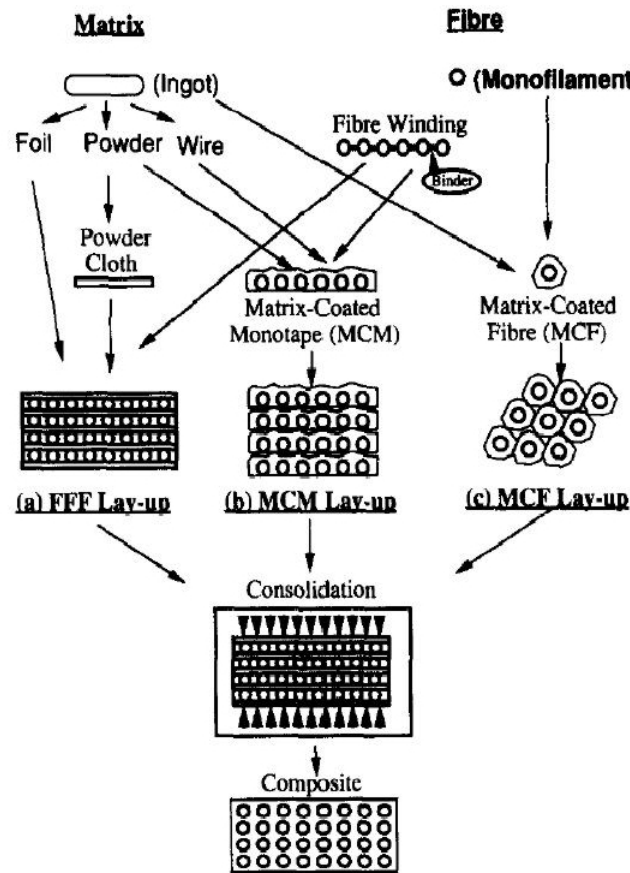 Matrix
Fibre
(Ingot)
(Monofilament
Foil
Powder
Wire
Fibre Winding
Binder
Powder
Cloth
Matrix-Coated
Monotape (MCM)
Matrix-Coated
Fibre (MCF)
(a) FFF Lay-up
(b) MCM Lay-up
(c) MCF Lay-up
Consolidation
Composite